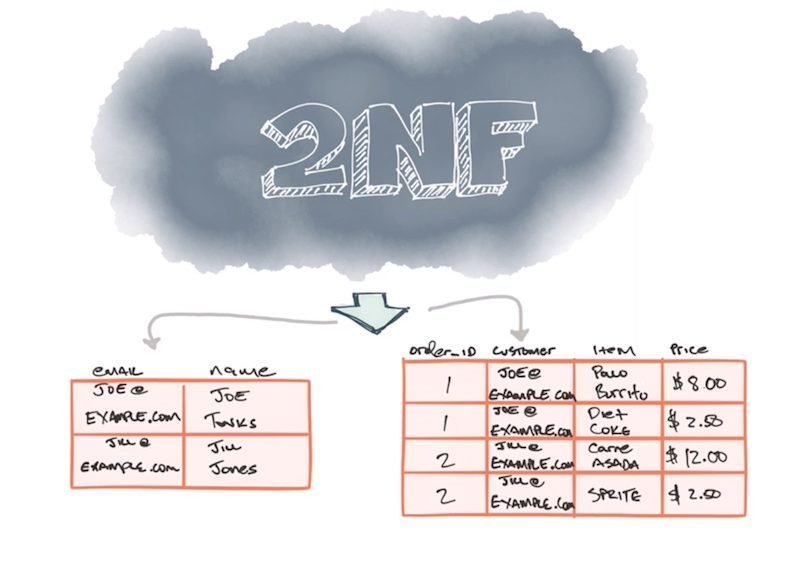 2NF
EMAIL name
JOE@ JOE
EXAMPLE.COM Tonks
JILL@ JILL
EXAMPLE.COM Jones
order_ID CUSTOMER ITEM Price
1 JOE@ EXAMPLE.COM Pollo Burrito $8.00
1 JOE@ EXAMPLE.COM Diet COKE $2.50
2 JILL@ EXAMPLE.COM Carne ASADA $12.00
2 JILL@ EXAMPLE.COM SPRITE $2.50